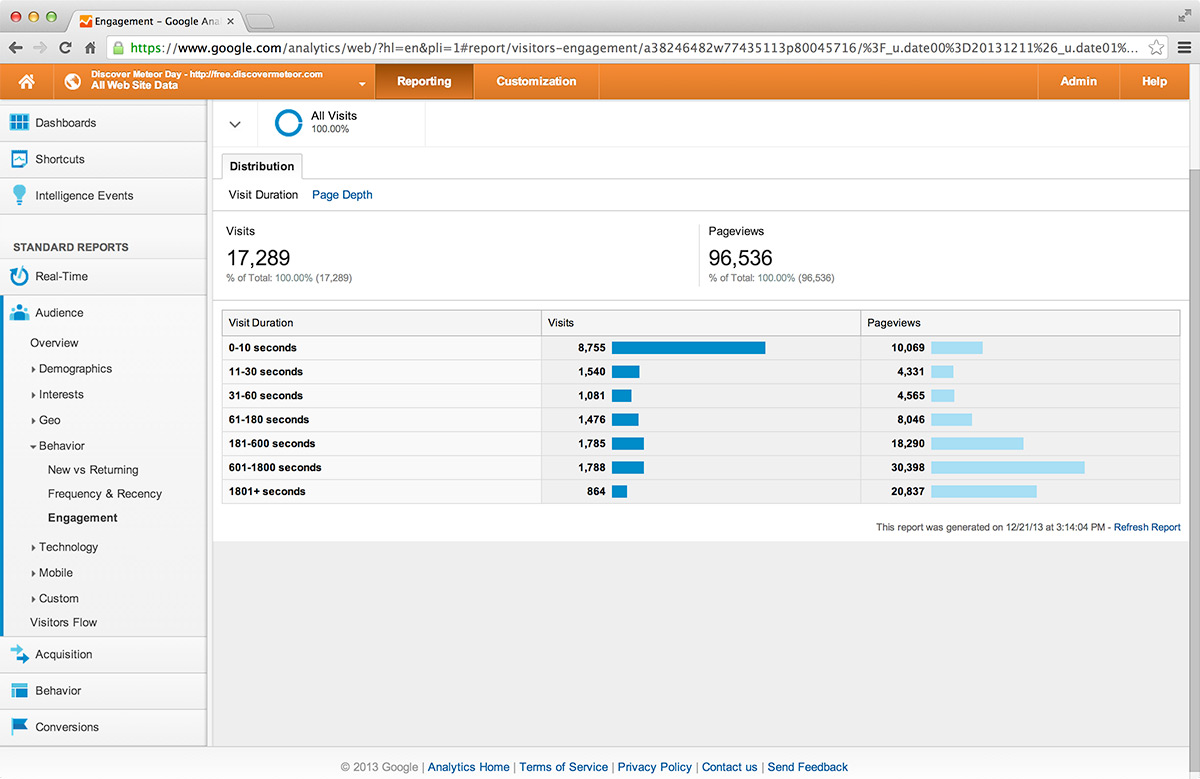 Engagement – Google Ana
https://www.google.com/analytics/web/?hl=en&pli=1#report/visitors-engagement/a38246482w77435113p80045716/%3F_u.date00%3D20131211%26_u.date01%...
Discover Meteor Day - http://free.discovermeteor.com
All Web Site Data
Reporting
Customization
Admin
Help
Dashboards
Shortcuts
Intelligence Events
STANDARD REPORTS
Real-Time
Audience
Overview
Demographics
Interests
Geo
Behavior
New vs Returning
Frequency & Recency
Engagement
Technology
Mobile
Custom
Visitors Flow
Acquisition
Behavior
Conversions
All Visits
100.00%
Distribution
Visit Duration Page Depth
Visits
17,289
% of Total: 100.00% (17,289)
Pageviews
96,536
% of Total: 100.00% (96,536)
Visit Duration Visits Pageviews
0-10 seconds 8,755 10,069
11-30 seconds 1,540 4,331
31-60 seconds 1,081 4,565
61-180 seconds 1,476 8,046
181-600 seconds 1,785 18,290
601-1800 seconds 1,788 30,398
1801+ seconds 864 20,837
This report was generated on 12/21/13 at 3:14:04 PM - Refresh Report
© 2013 Google | Analytics Home | Terms of Service | Privacy Policy | Contact us | Send Feedback